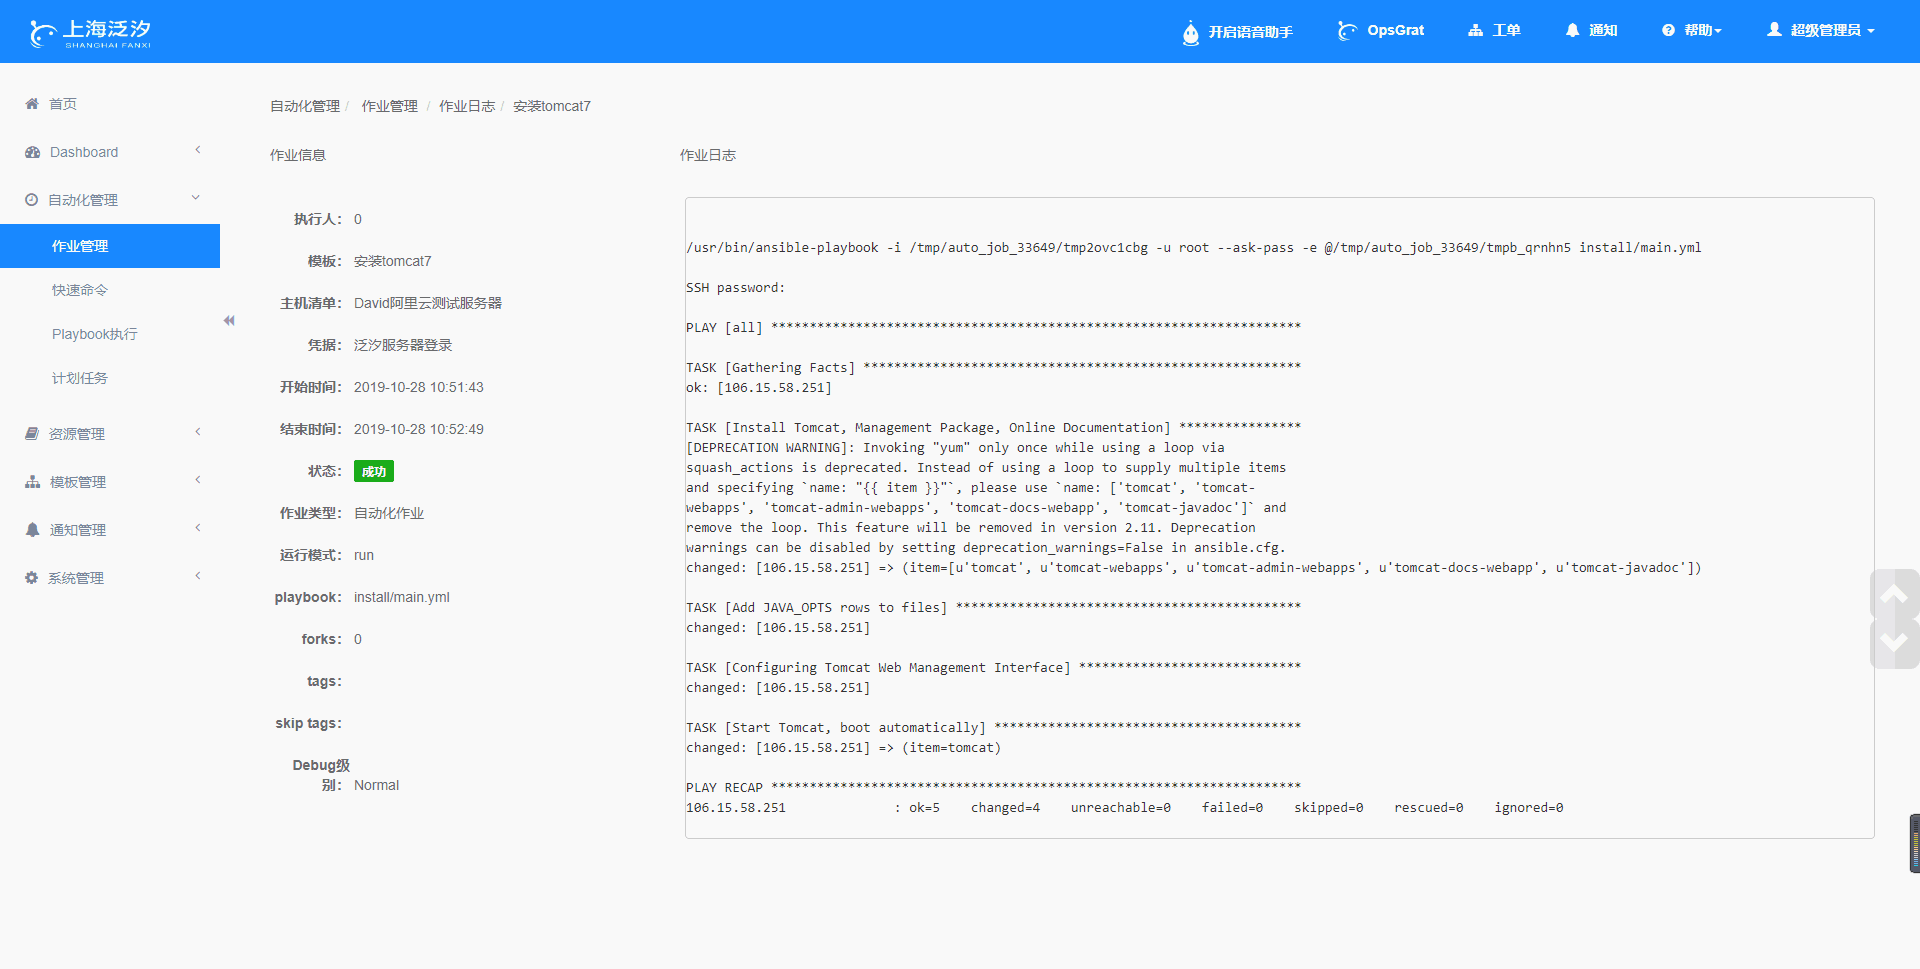 上海泛汐
SHANGHAI FANXI
开启语音助手
OpsGrat
工单
通知
帮助
超级管理员
首页
Dashboard
自动化管理
作业管理
快速命令
Playbook执行
计划任务
资源管理
模板管理
通知管理
系统管理
自动化管理 / 作业管理 / 作业日志 / 安装tomcat7
作业信息
执行人: 0
模板: 安装tomcat7
主机清单: David阿里云测试服务器
凭据: 泛汐服务器登录
开始时间: 2019-10-28 10:51:43
结束时间: 2019-10-28 10:52:49
状态: 成功
作业类型: 自动化作业
运行模式: run
playbook: install/main.yml
forks: 0
tags:
skip tags:
Debug级
别: Normal
作业日志
/usr/bin/ansible-playbook -i /tmp/auto_job_33649/tmp2ovc1cbg -u root --ask-pass -e @/tmp/auto_job_33649/tmpb_qrnhn5 install/main.yml
SSH password:
PLAY [all] *********************************************************************
TASK [Gathering Facts] *********************************************************
ok: [106.15.58.251]
TASK [Install Tomcat, Management Package, Online Documentation] ****************
[DEPRECATION WARNING]: Invoking "yum" only once while using a loop via
squash_actions is deprecated. Instead of using a loop to supply multiple items
and specifying `name: "{{ item }}"`, please use `name: ['tomcat', 'tomcat-
webapps', 'tomcat-admin-webapps', 'tomcat-docs-webapp', 'tomcat-javadoc']` and
remove the loop. This feature will be removed in version 2.11. Deprecation
warnings can be disabled by setting deprecation_warnings=False in ansible.cfg.
changed: [106.15.58.251] => (item=[u'tomcat', u'tomcat-webapps', u'tomcat-admin-webapps', u'tomcat-docs-webapp', u'tomcat-javadoc'])
TASK [Add JAVA_OPTS rows to files] *********************************************
changed: [106.15.58.251]
TASK [Configuring Tomcat Web Management Interface] *****************************
changed: [106.15.58.251]
TASK [Start Tomcat, boot automatically] ****************************************
changed: [106.15.58.251] => (item=tomcat)
PLAY RECAP *********************************************************************
106.15.58.251 : ok=5 changed=4 unreachable=0 failed=0 skipped=0 rescued=0 ignored=0